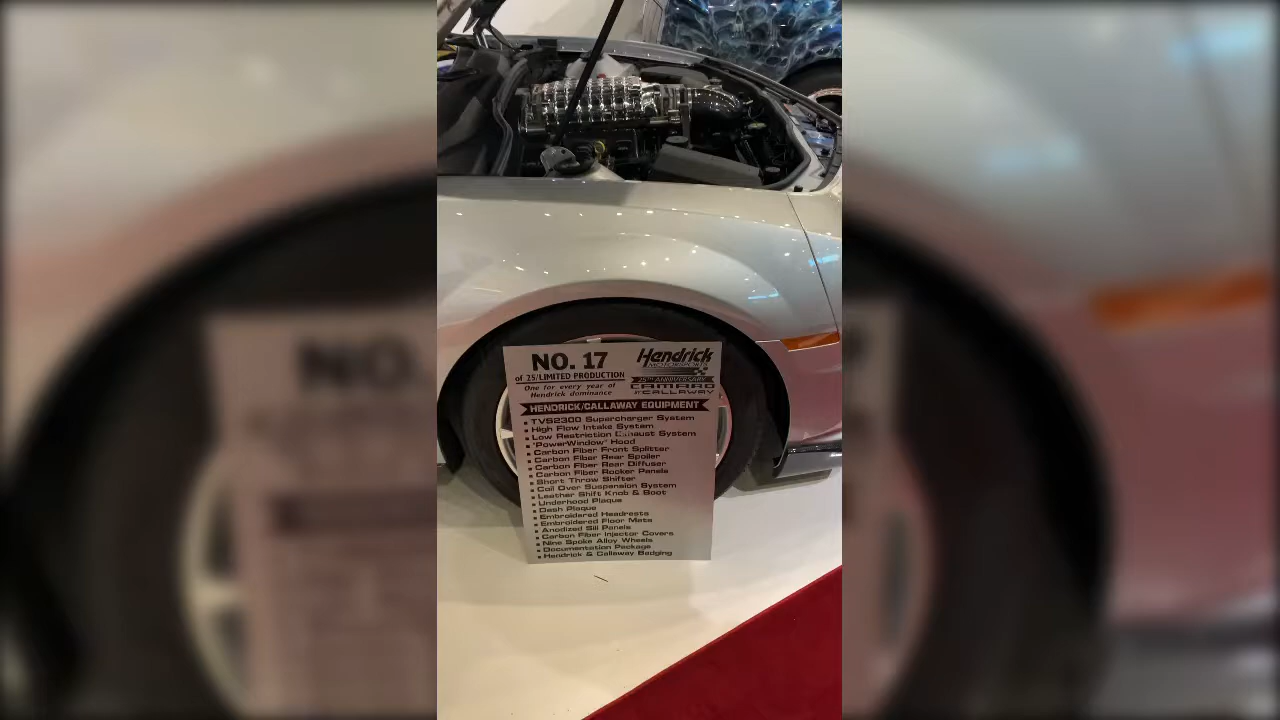 NO. 17
of 25/LIMITED PRODUCTION
One for every year of
Hendrick dominance
Hendrick
MOTORSPORTS
25TH ANNIVERSARY
CAMARO
BY CALLAWAY
HENDRICK/CALLAWAY EQUIPMENT
TVS2300 Supercharger System
High Flow Intake System
Low Restriction Exhaust System
"PowerWindow" Hood
Carbon Fiber Front Splitter
Carbon Fiber Rear Spoiler
Carbon Fiber Rear Diffuser
Carbon Fiber Rocker Panels
Short Throw Shifter
Coil Over Suspension System
Leather Shift Knob & Boot
Underhood Plaque
Dash Plaque
Embroidered Headrests
Embroidered Floor Mats
Anodized Sill Panels
Carbon Fiber Injector Covers
Nine Spoke Alloy Wheels
Documentation Package
Hendrick & Callaway Badging